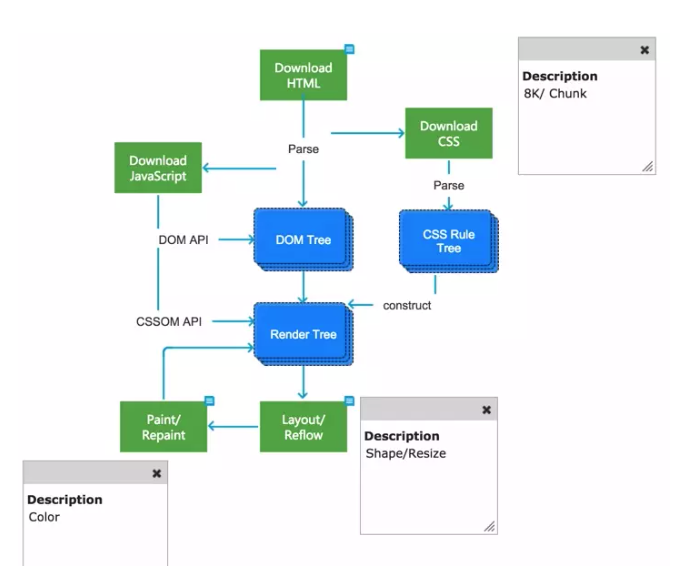 Download
HTML
Description
8K/ Chunk
Download
CSS
Parse
Download
JavaScript
Parse
DOM API
DOM Tree
CSS Rule
Tree
construct
CSSOM API
Render Tree
Paint/
Repaint
Layout/
Reflow
Description
Shape/Resize
Description
Color